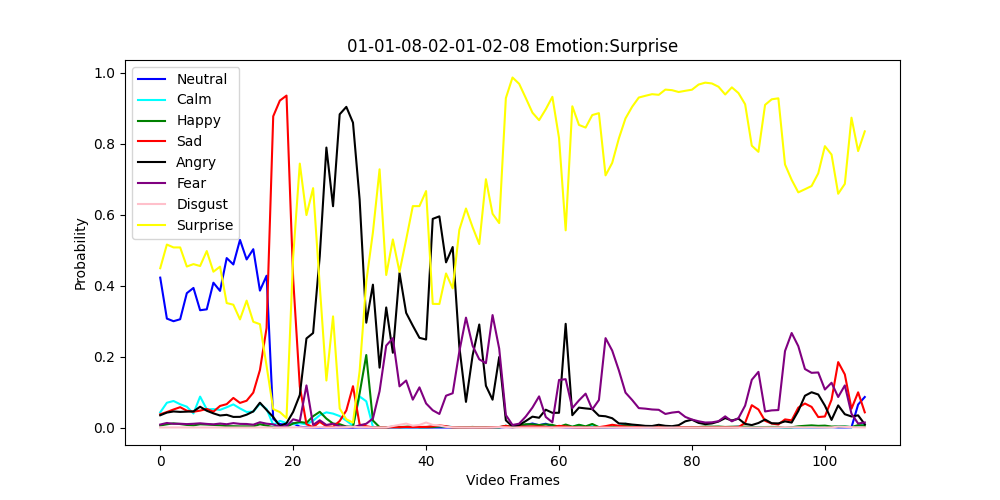 01-01-08-02-01-02-08 Emotion:Surprise
1.0
0.8
0.6
0.4
0.2
0.0
Probability
Neutral
Calm
Happy
Sad
Angry
Fear
Disgust
Surprise
0 20 40 60 80 100
Video Frames